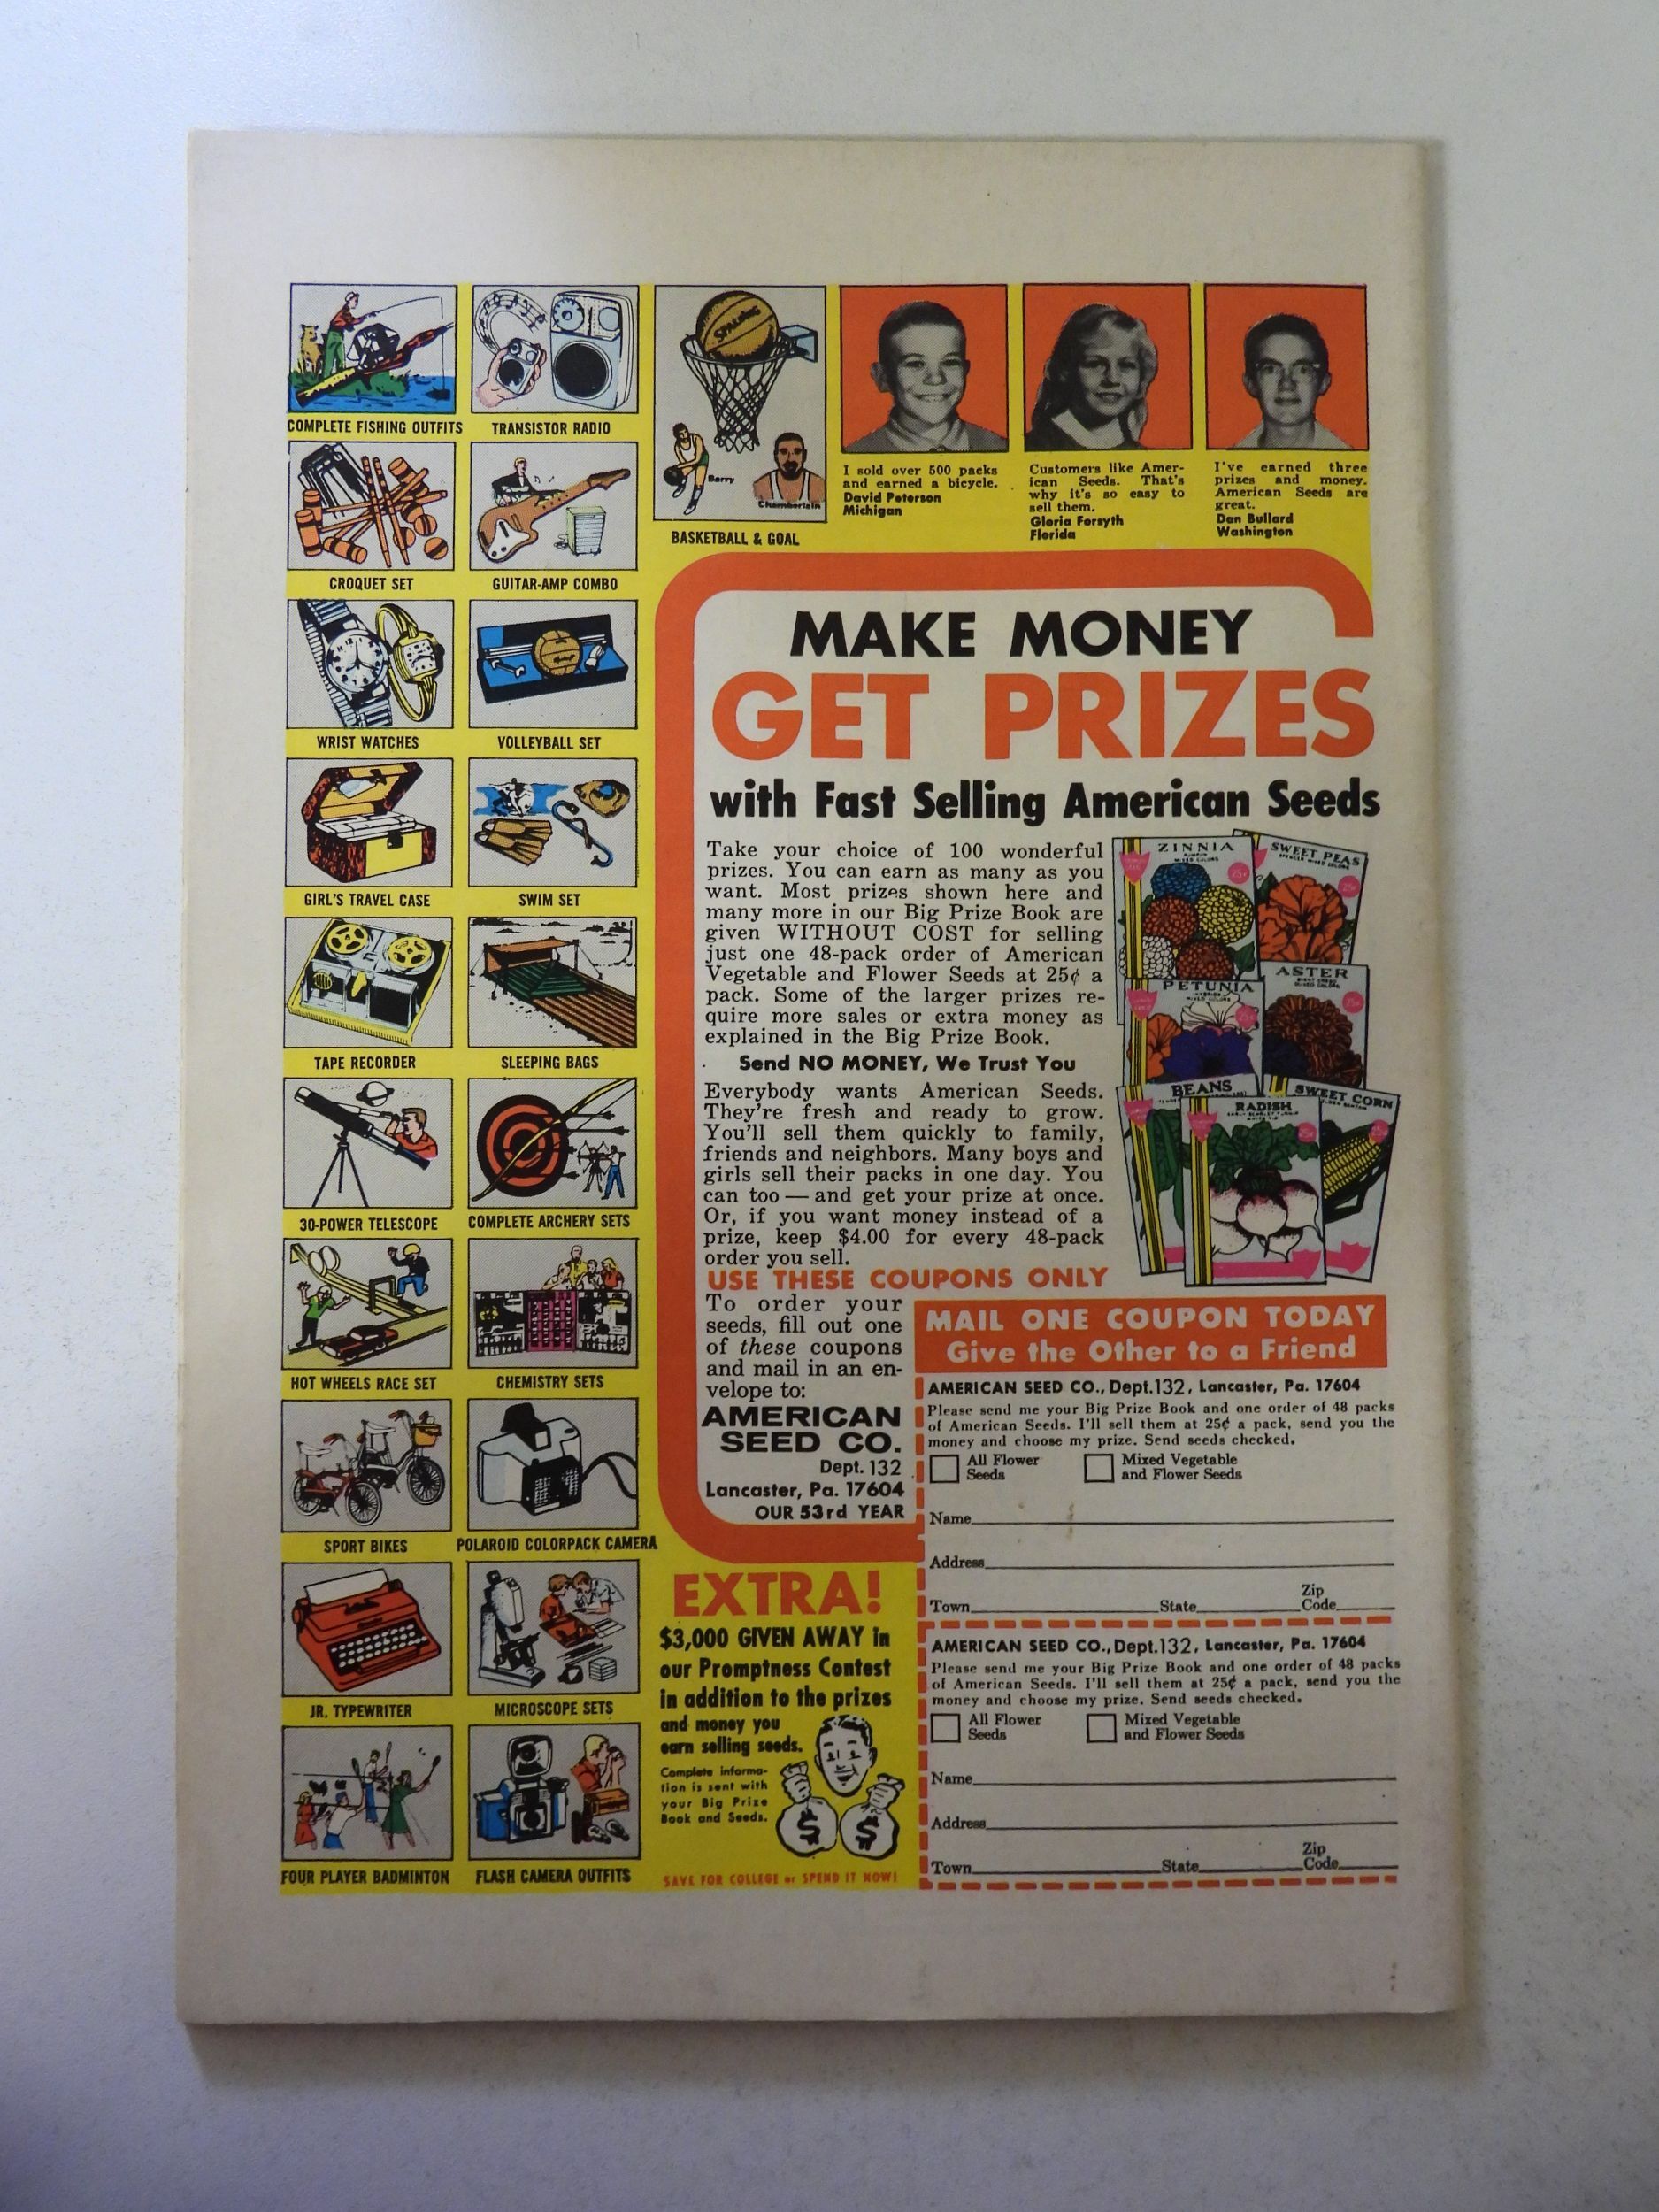 COMPLETE FISHING OUTFITS
TRANSISTOR RADIO
SPALDING
Barry
Chamberlain
BASKETBALL & GOAL
I sold over 500 packs
and earned a bicycle.
David Peterson
Michigan
Customers like Amer-
ican Seeds. That's
why it's so easy to
sell them.
Gloria Forsyth
Florida
I've earned three
prizes and money.
American Seeds are
great.
Dan Bullard
Washington
CROQUET SET
GUITAR-AMP COMBO
WRIST WATCHES
VOLLEYBALL SET
GIRL'S TRAVEL CASE
SWIM SET
TAPE RECORDER
SLEEPING BAGS
30-POWER TELESCOPE
COMPLETE ARCHERY SETS
HOT WHEELS RACE SET
CHEMISTRY SETS
SPORT BIKES
POLAROID COLORPACK CAMERA
JR. TYPEWRITER
MICROSCOPE SETS
FOUR PLAYER BADMINTON
FLASH CAMERA OUTFITS
MAKE MONEY
GET PRIZES
with Fast Selling American Seeds
Take your choice of 100 wonderful
prizes. You can earn as many as you
want. Most prizes shown here and
many more in our Big Prize Book are
given WITHOUT COST for selling
just one 48-pack order of American
Vegetable and Flower Seeds at 25¢ a
pack. Some of the larger prizes re-
quire more sales or extra money as
explained in the Big Prize Book.
Send NO MONEY, We Trust You
Everybody wants American Seeds.
They're fresh and ready to grow.
You'll sell them quickly to family,
friends and neighbors. Many boys and
girls sell their packs in one day. You
can too — and get your prize at once.
Or, if you want money instead of a
prize, keep $4.00 for every 48-pack
order you sell.
ZINNIA
MIXED COLORS
25¢
SWEET PEAS
MIXED COLORS
25¢
PETUNIA
MIXED COLORS
25¢
ASTER
MIXED COLORS
25¢
BEANS
RADISH
25¢
SWEET CORN
25¢
USE THESE COUPONS ONLY
To order your
seeds, fill out one
of these coupons
and mail in an en-
velope to:
AMERICAN
SEED CO.
Dept. 132
Lancaster, Pa. 17604
OUR 53rd YEAR
MAIL ONE COUPON TODAY
Give the Other to a Friend
AMERICAN SEED CO., Dept.132, Lancaster, Pa. 17604
Please send me your Big Prize Book and one order of 48 packs
of American Seeds. I'll sell them at 25¢ a pack, send you the
money and choose my prize. Send seeds checked.
All Flower
Seeds
Mixed Vegetable
and Flower Seeds
Name
Address
Town State Zip
Code
AMERICAN SEED CO., Dept.132, Lancaster, Pa. 17604
Please send me your Big Prize Book and one order of 48 packs
of American Seeds. I'll sell them at 25¢ a pack, send you the
money and choose my prize. Send seeds checked.
All Flower
Seeds
Mixed Vegetable
and Flower Seeds
Name
Address
Town State Zip
Code
EXTRA!
$3,000 GIVEN AWAY in
our Promptness Contest
in addition to the prizes
and money you
earn selling seeds.
Complete informa-
tion is sent with
your Big Prize
Book and Seeds.
$ $
SAVE FOR COLLEGE or SPEND IT NOW!